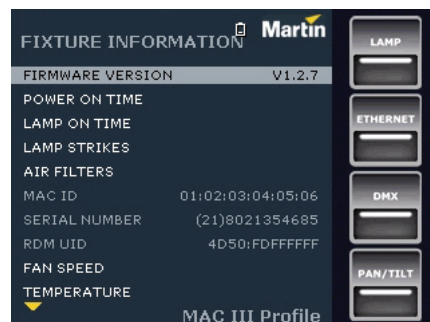 Martin
FIXTURE INFORMATION
FIRMWARE VERSION V1.2.7
POWER ON TIME
LAMP ON TIME
LAMP STRIKES
AIR FILTERS
MAC ID 01:02:03:04:05:06
SERIAL NUMBER (21)8021354685
RDM UID 4D50:FDFFFFFF
FAN SPEED
TEMPERATURE
MAC III Profile
LAMP
ETHERNET
DMX
PAN/TILT